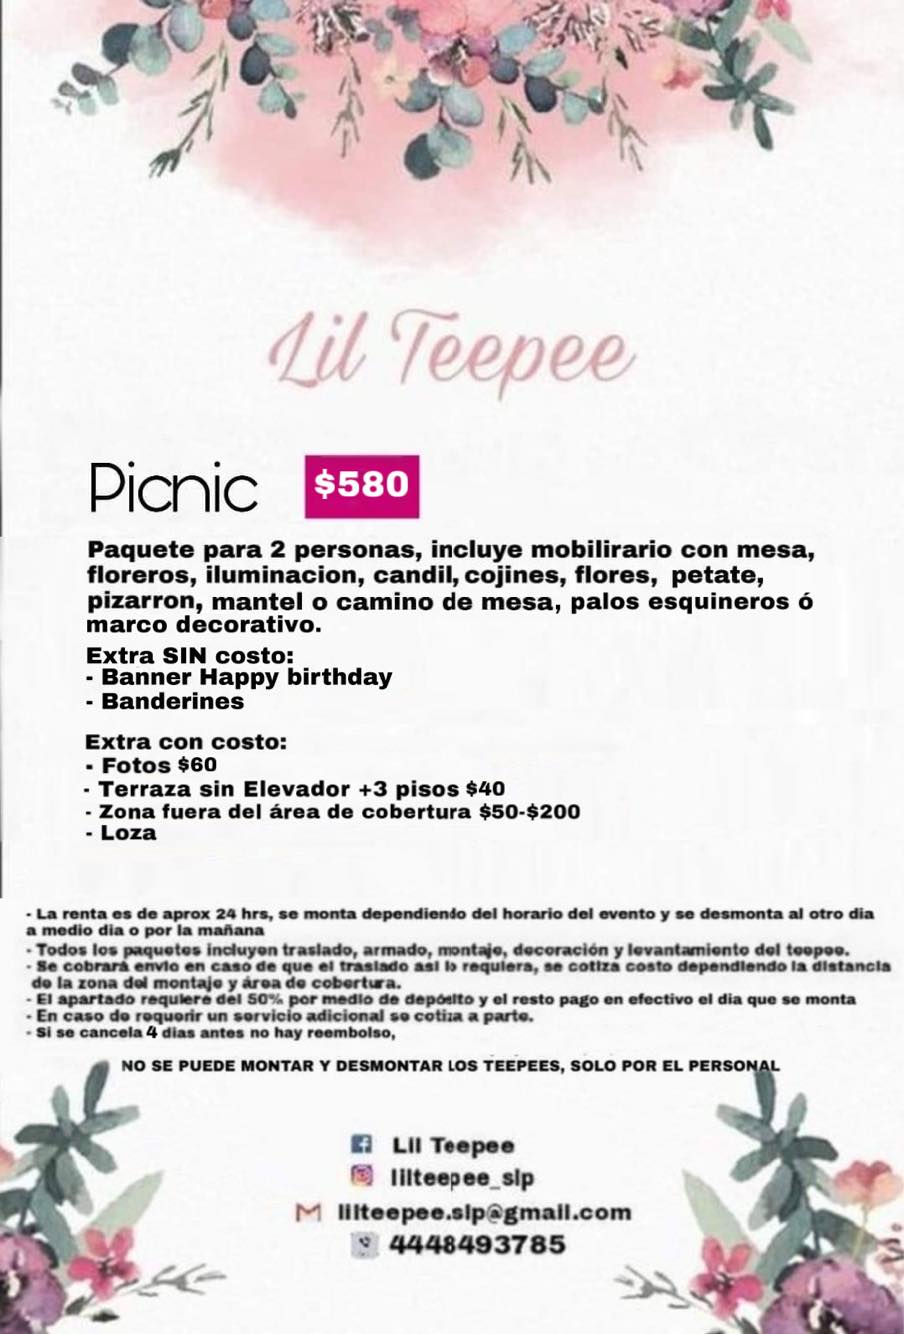 Lil Teepee
Picnic $580
Paquete para 2 personas, incluye mobilirario con mesa,
floreros, iluminacion, candil, cojines, flores, petate,
pizarron, mantel o camino de mesa, palos esquineros ó
marco decorativo.
Extra SIN costo:
- Banner Happy birthday
- Banderines
Extra con costo:
- Fotos $60
- Terraza sin Elevador +3 pisos $40
- Zona fuera del área de cobertura $50-$200
- Loza
- La renta es de aprox 24 hrs, se monta dependiendo del horario del evento y se desmonta al otro dia
a medio dia o por la mañana
- Todos los paquetes incluyen traslado, armado, montaje, decoración y levantamiento del teepee.
- Se cobrará envio en caso de que el traslado asi lo requiera, se cotiza costo dependiendo la distancia
de la zona del montaje y área de cobertura.
- El apartado requiere del 50% por medio de depósito y el resto pago en efectivo el dia que se monta
- En caso de requerir un servicio adicional se cotiza a parte.
- Si se cancela 4 dias antes no hay reembolso,
NO SE PUEDE MONTAR Y DESMONTAR LOS TEEPEES, SOLO POR EL PERSONAL
Lil Teepee
lilteepee_slp
lilteepee.slp@gmail.com
4448493785